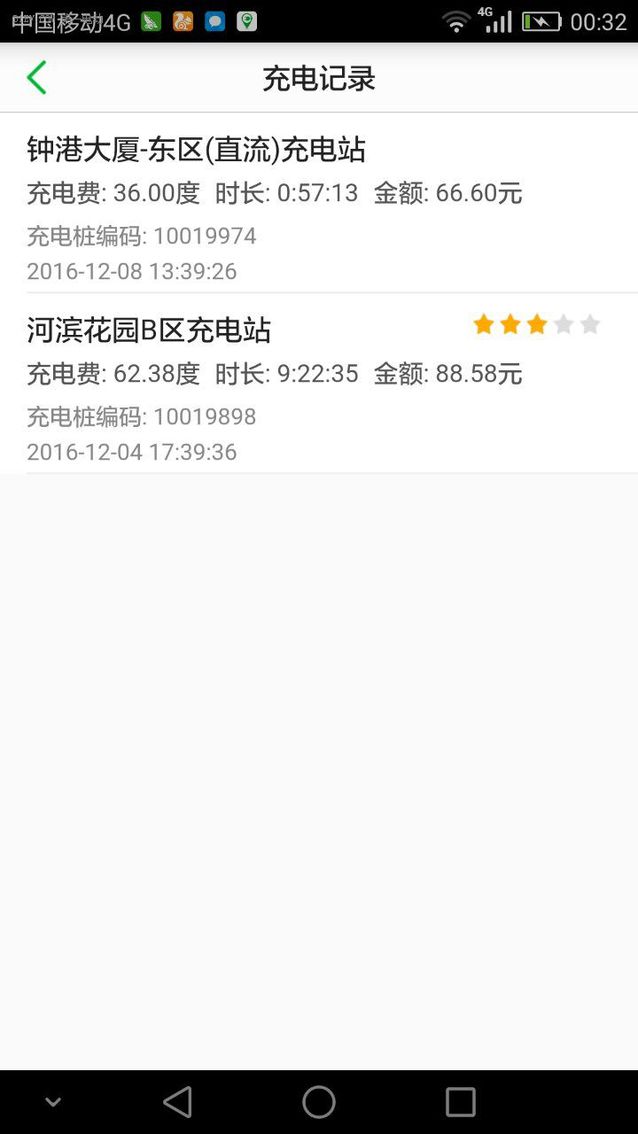 中国移动4G
4G
00:32
充电记录
钟港大厦-东区(直流)充电站
充电费: 36.00度 时长: 0:57:13 金额: 66.60元
充电桩编码: 10019974
2016-12-08 13:39:26
河滨花园B区充电站
充电费: 62.38度 时长: 9:22:35 金额: 88.58元
充电桩编码: 10019898
2016-12-04 17:39:36